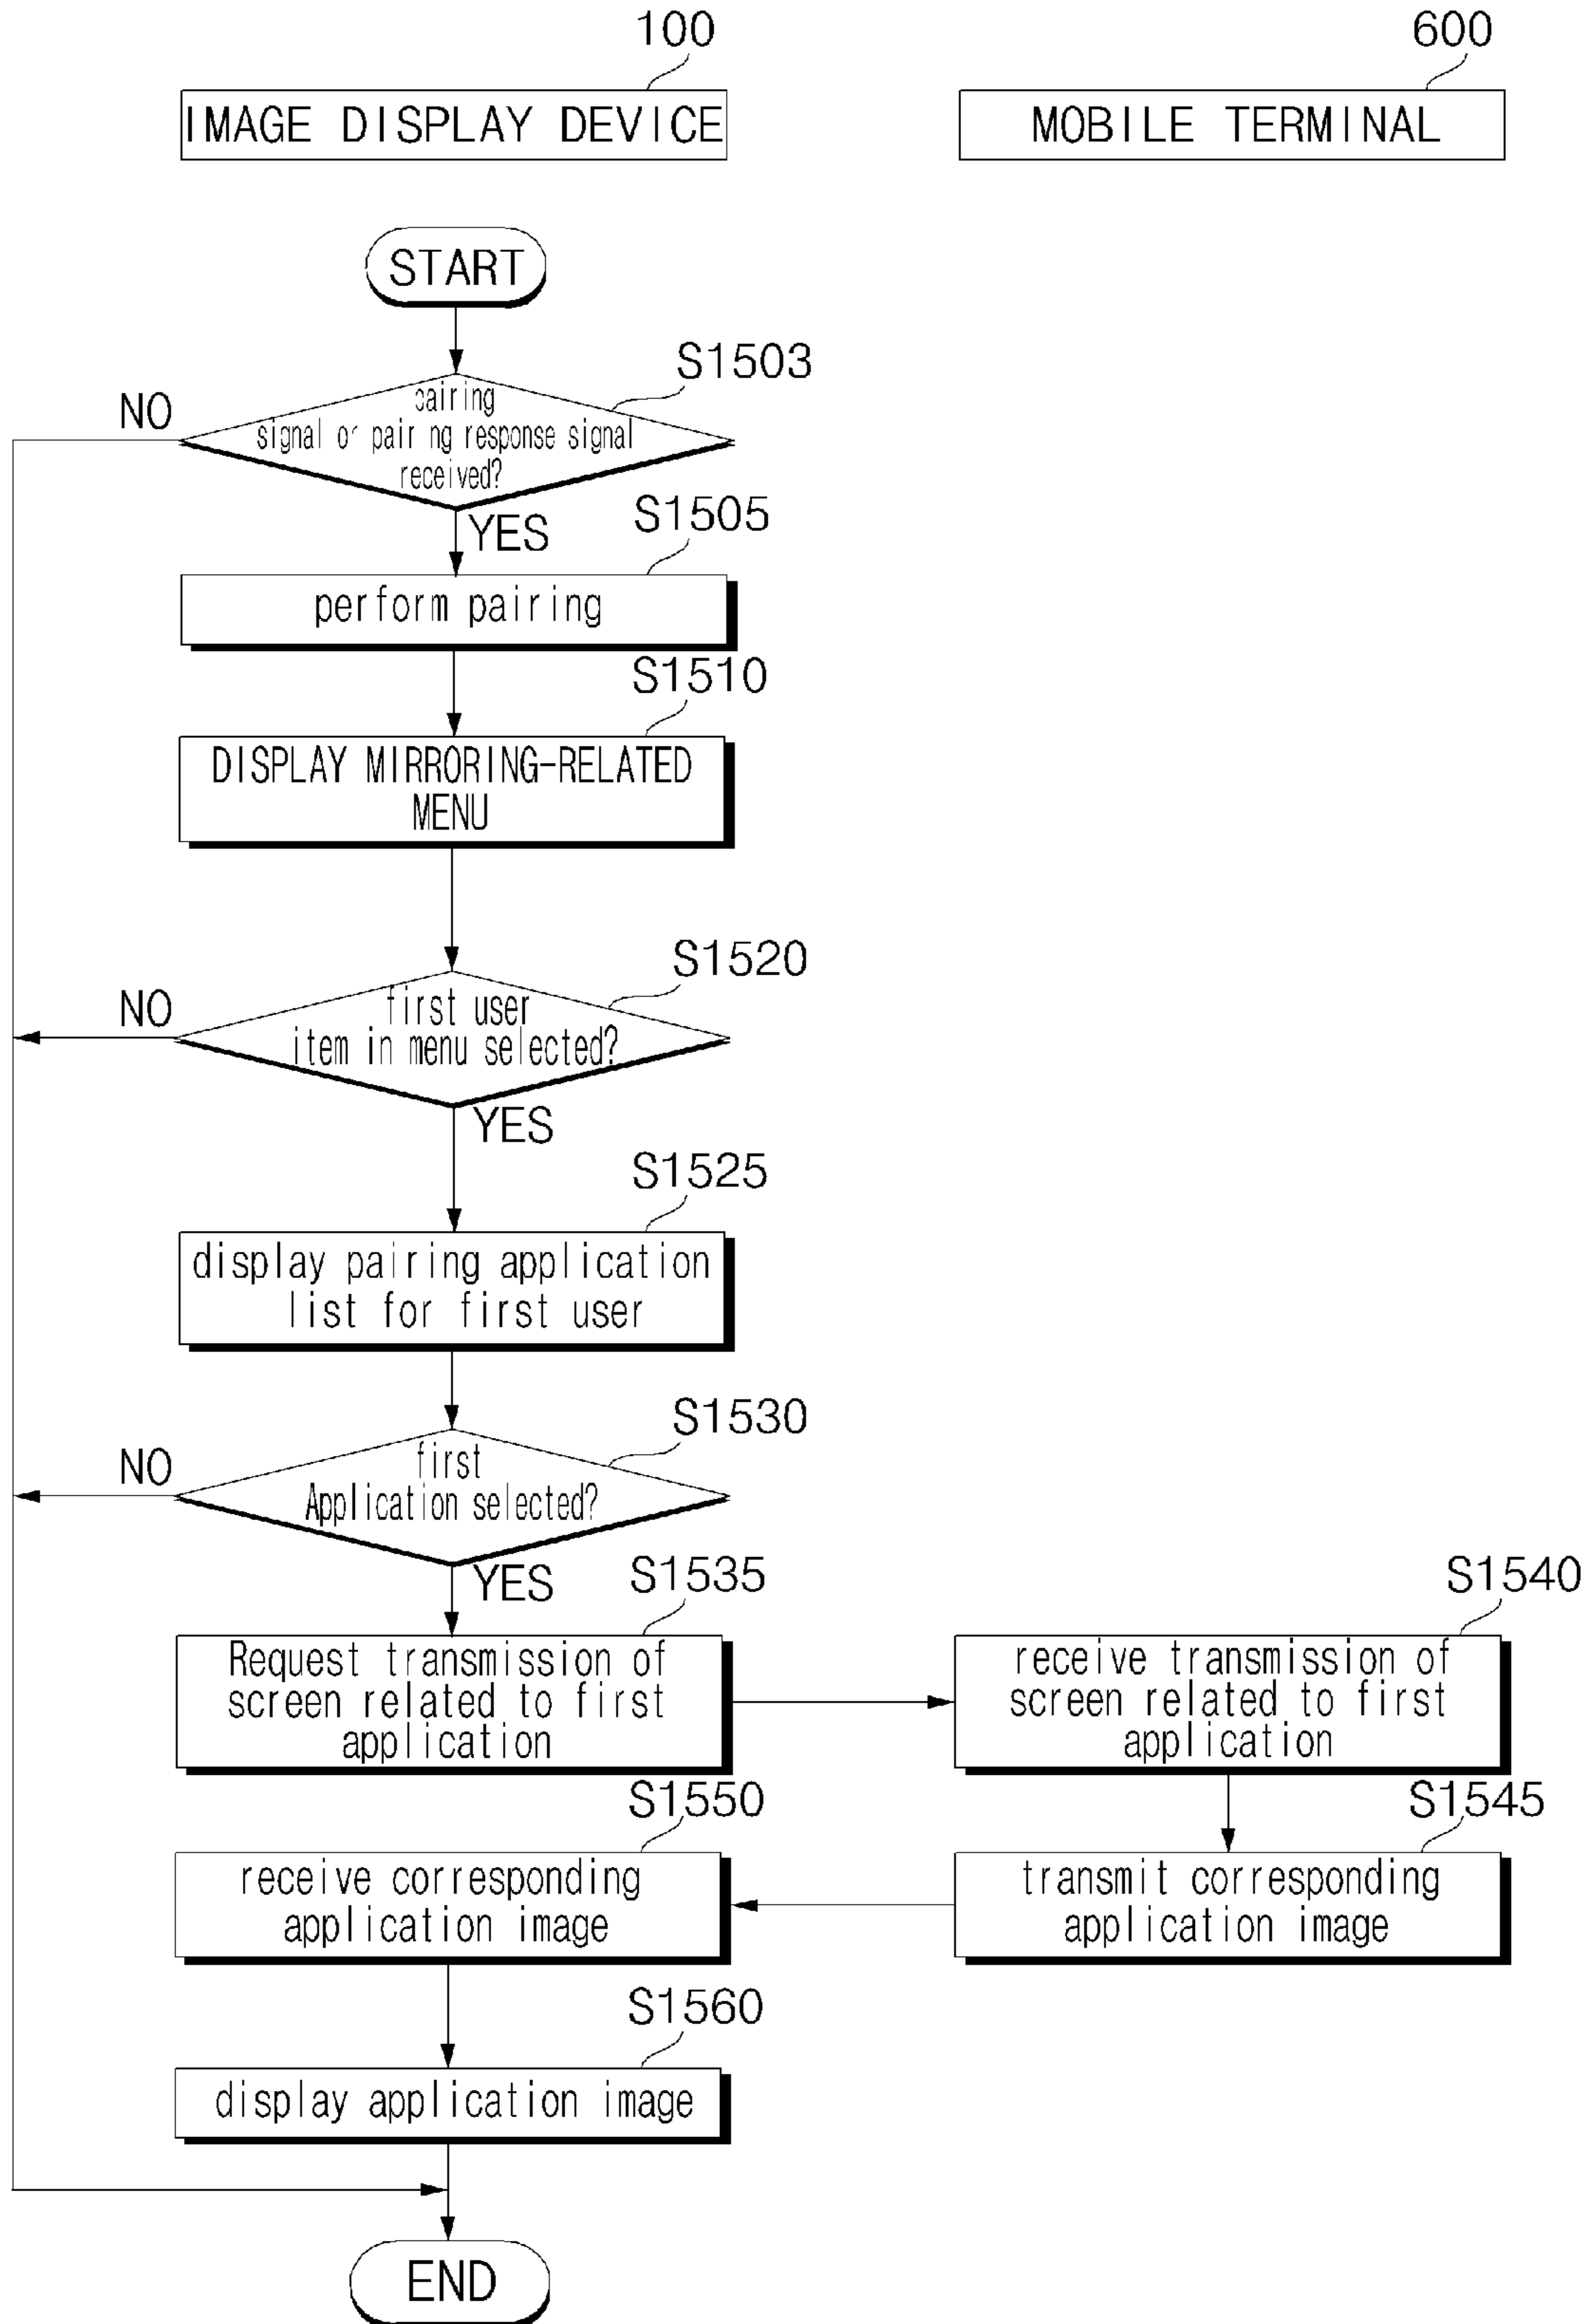 100
600
IMAGE DISPLAY DEVICE
MOBILE TERMINAL
START
S1503
NO
pairing
signal or pairing response signal
received?
YES
S1505
perform pairing
S1510
DISPLAY MIRRORING-RELATED
MENU
S1520
NO
first user
item in menu selected?
YES
S1525
display pairing application
list for first user
S1530
NO
first
Application selected?
YES
S1535
S1540
Request transmission of
screen related to first
application
receive transmission of
screen related to first
application
S1550
S1545
receive corresponding
application image
transmit corresponding
application image
S1560
display application image
END